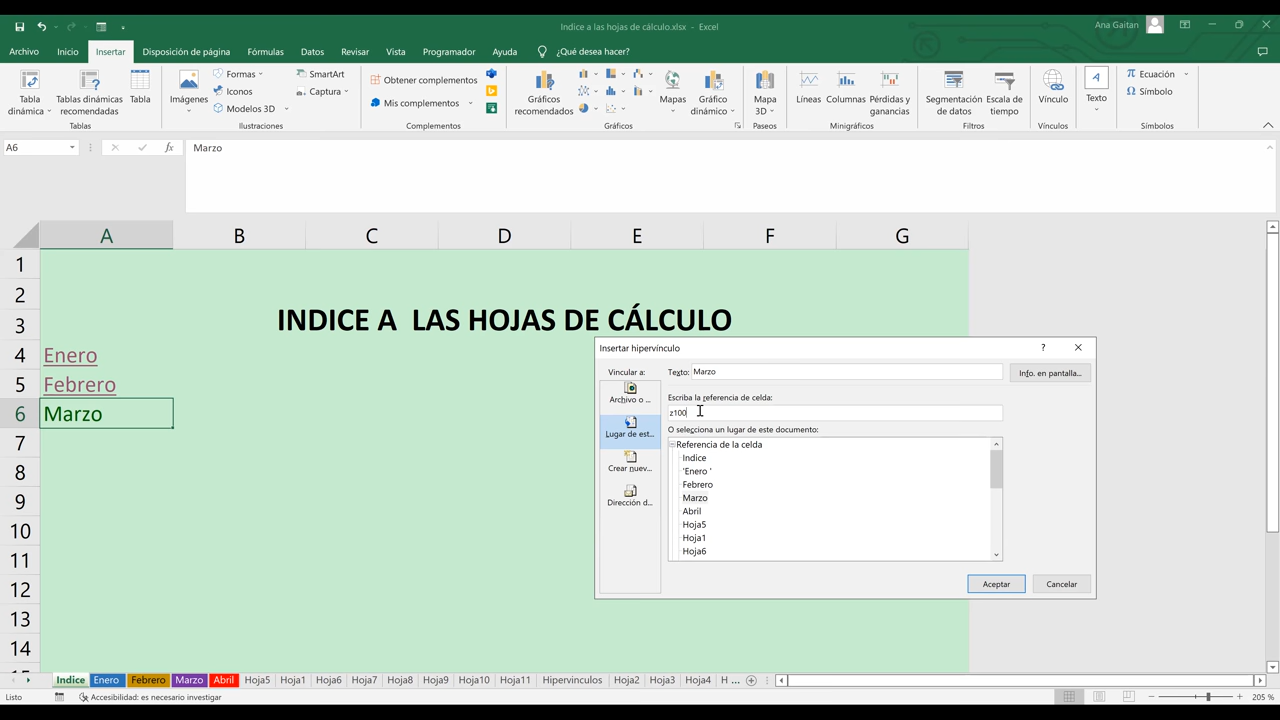 Indice a las hojas de cálculo.xlsx - Excel
Ana Gaitan
Archivo Inicio Insertar Disposición de página Fórmulas Datos Revisar Vista Programador Ayuda ¿Qué desea hacer?
Tabla dinámica
Tablas dinámicas recomendadas
Tabla
Tablas
Imágenes
Formas
Iconos
Modelos 3D
SmartArt
Captura
Ilustraciones
Obtener complementos
Mis complementos
Complementos
Gráficos recomendados
Mapas
Gráfico dinámico
Gráficos
Mapa 3D
Paseos
Líneas
Columnas
Pérdidas y ganancias
Minigráficos
Segmentación de datos
Escala de tiempo
Filtros
Vínculo
Vínculos
Texto
Ecuación
Símbolo
Símbolos
A6
fx
Marzo
A B C D E F G
1
2
3 INDICE A LAS HOJAS DE CÁLCULO
4 Enero
5 Febrero
6 Marzo
7
8
9
10
11
12
13
14
Insertar hipervínculo
?
Vincular a:
Texto: Marzo
Info. en pantalla...
Archivo o ...
Lugar de est...
Crear nuev...
Dirección d...
Escriba la referencia de celda:
z100
O selecciona un lugar de este documento:
Referencia de la celda
Indice
'Enero '
Febrero
Marzo
Abril
Hoja5
Hoja1
Hoja6
Aceptar
Cancelar
Indice Enero Febrero Marzo Abril Hoja5 Hoja1 Hoja6 Hoja7 Hoja8 Hoja9 Hoja10 Hoja11 Hipervinculos Hoja2 Hoja3 Hoja4 H ...
Listo
Accesibilidad: es necesario investigar
205 %